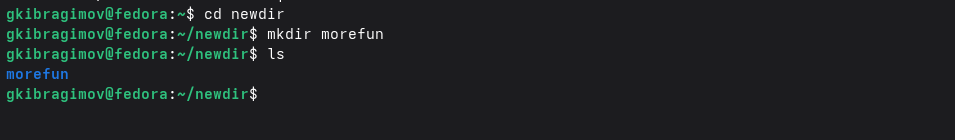 gkibragimov@fedora:~$ cd newdir
gkibragimov@fedora:~/newdir$ mkdir morefun
gkibragimov@fedora:~/newdir$ ls
morefun
gkibragimov@fedora:~/newdir$